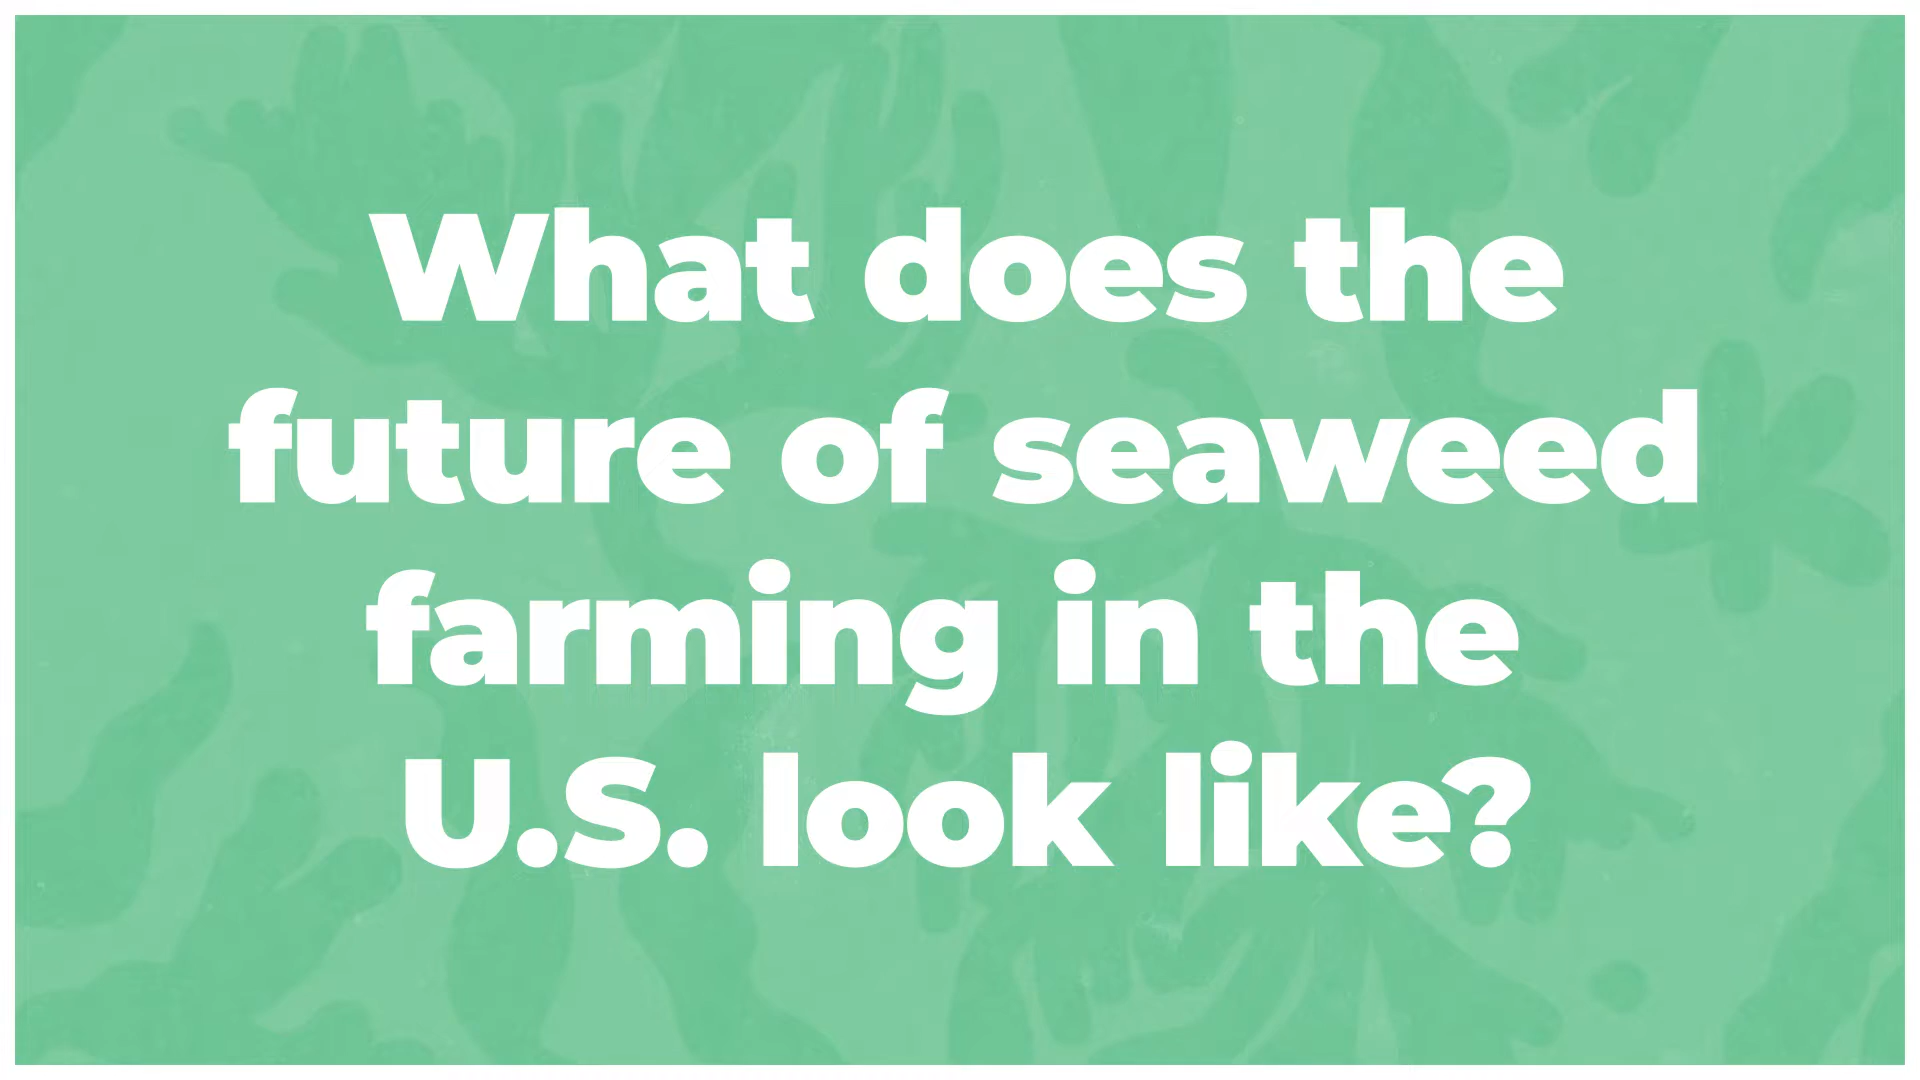 What does the
future of seaweed
farming in the
U.S. look like?